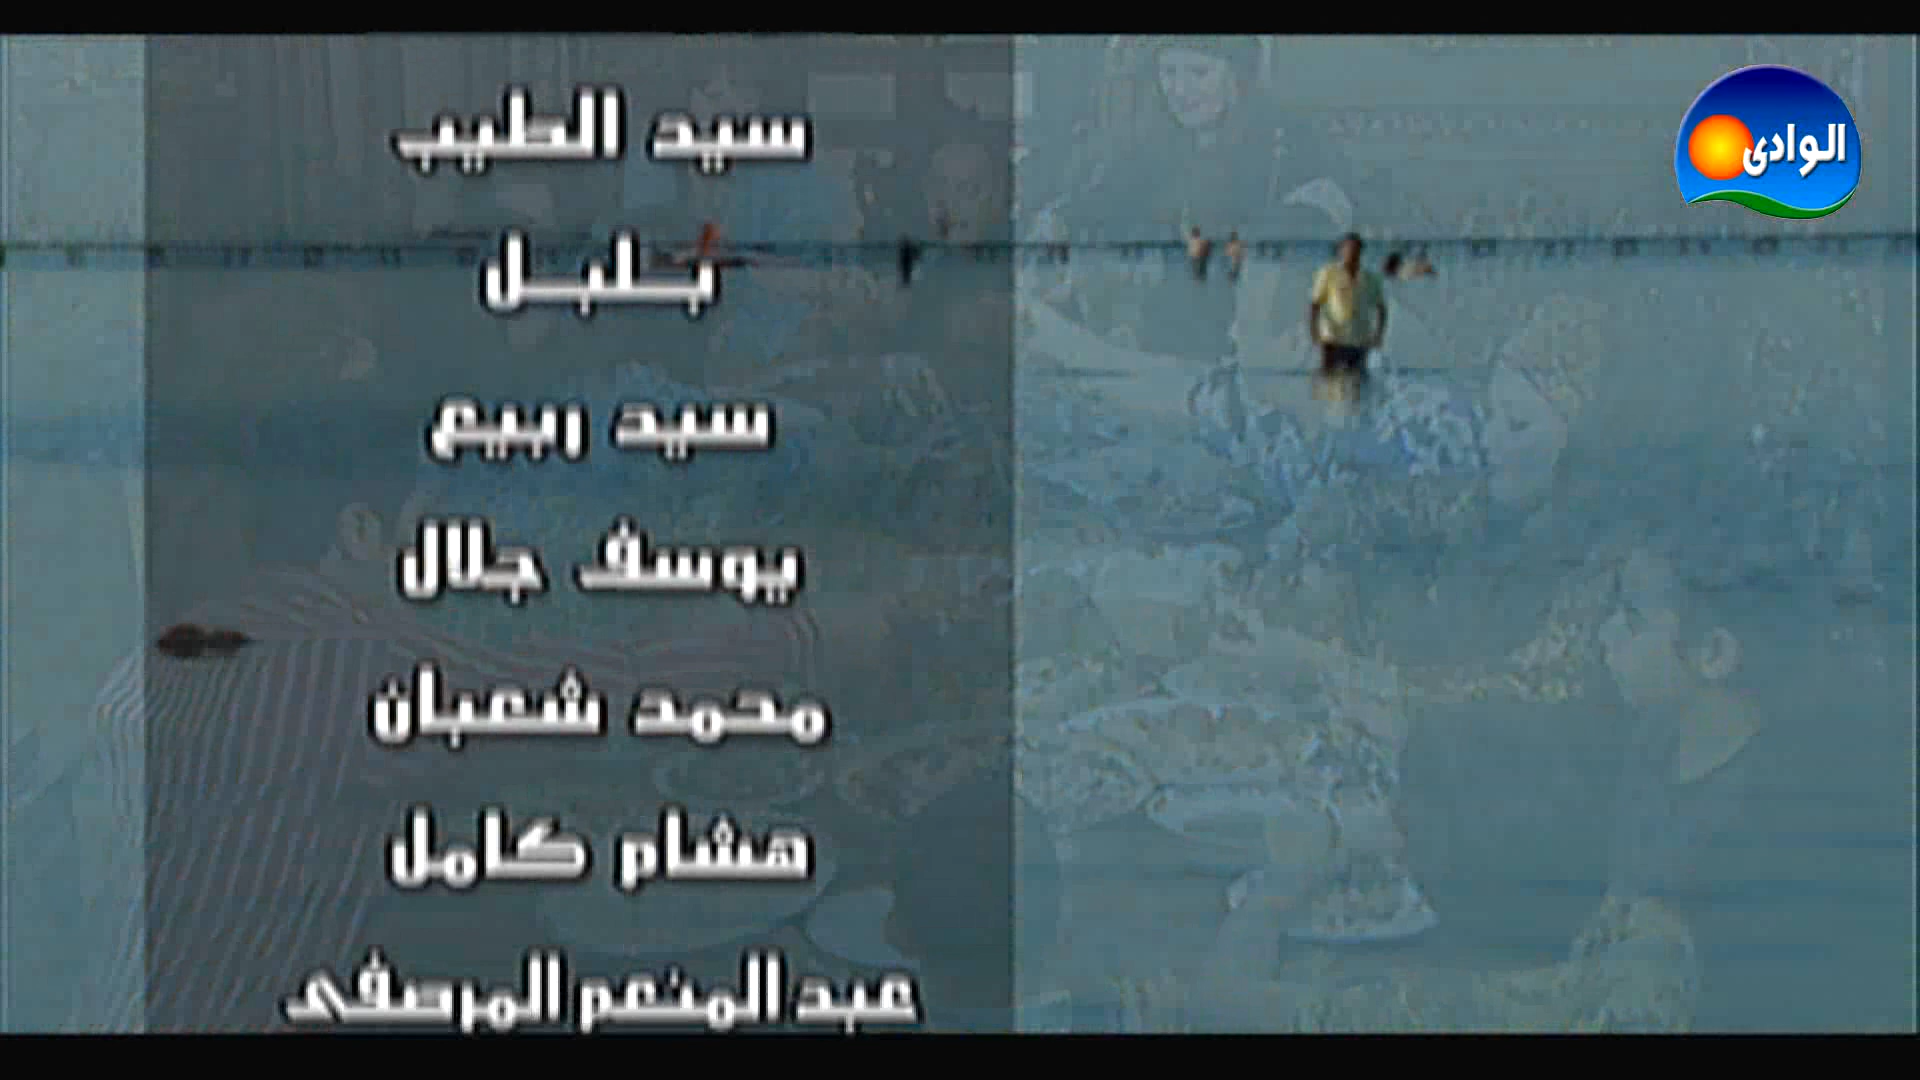 سيد الطيب
الوادى
بلبل
سيد ربيع
يوسف جلال
محمد شعبان
هشام كامل
عبد المنعم المرصفى